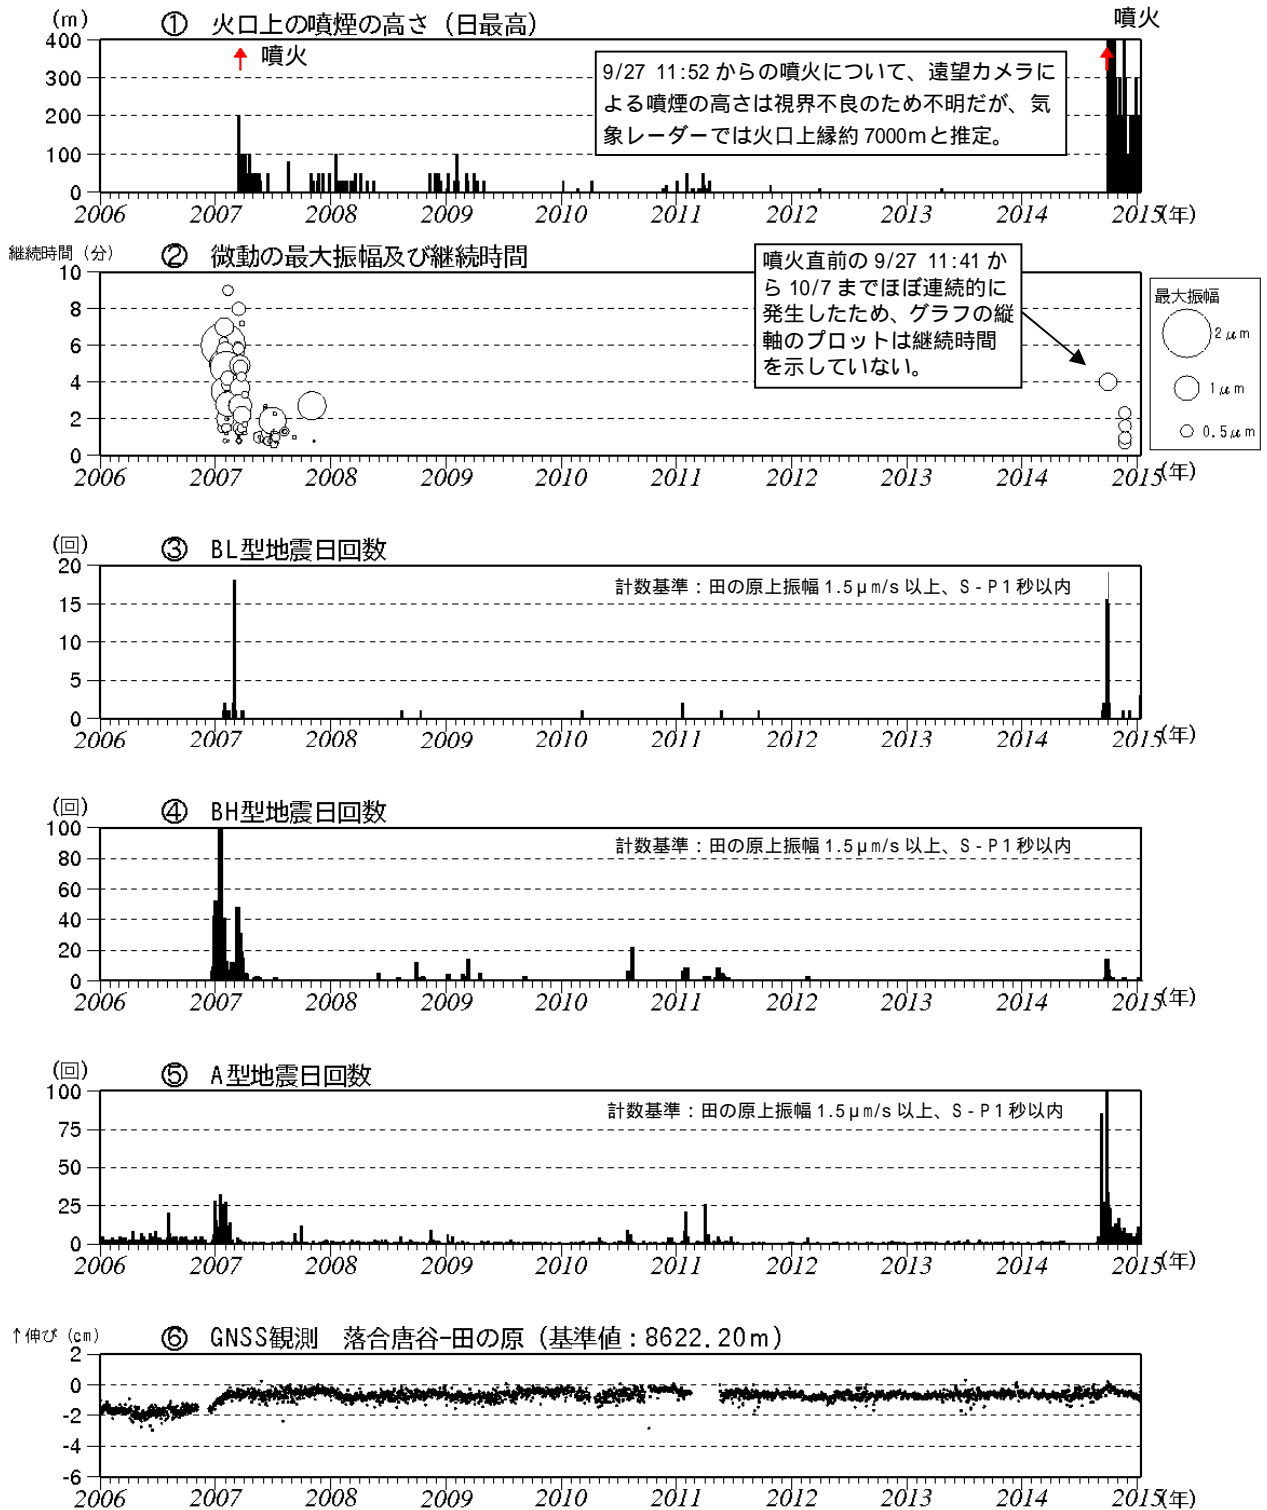 (m) ① 火口上の噴煙の高さ（日最高） 噴火
400
300
200
100
0
噴火
9/27 11:52 からの噴火について、遠望カメラに
よる噴煙の高さは視界不良のため不明だが、気
象レーダーでは火口上縁約 7000mと推定。
2006 2007 2008 2009 2010 2011 2012 2013 2014 2015(年)
継続時間（分） ② 微動の最大振幅及び継続時間
10
8
6
4
2
0
噴火直前の 9/27 11:41 か
ら 10/7 までほぼ連続的に
発生したため、グラフの縦
軸のプロットは継続時間
を示していない。
最大振幅
2μm
1μm
0.5μm
2006 2007 2008 2009 2010 2011 2012 2013 2014 2015(年)
(回) ③ BL型地震日回数
20
15
10
5
0
計数基準：田の原上振幅 1.5μm/s 以上、S-P1 秒以内
2006 2007 2008 2009 2010 2011 2012 2013 2014 2015(年)
(回) ④ BH型地震日回数
100
80
60
40
20
0
計数基準：田の原上振幅 1.5μm/s 以上、S-P1 秒以内
2006 2007 2008 2009 2010 2011 2012 2013 2014 2015(年)
(回) ⑤ A型地震日回数
100
75
50
25
0
計数基準：田の原上振幅 1.5μm/s 以上、S-P1 秒以内
2006 2007 2008 2009 2010 2011 2012 2013 2014 2015(年)
↑伸び（cm） ⑥ GNSS観測 落合唐谷-田の原（基準値：8622.20m）
2
0
-2
-4
-6
2006 2007 2008 2009 2010 2011 2012 2013 2014 2015(年)